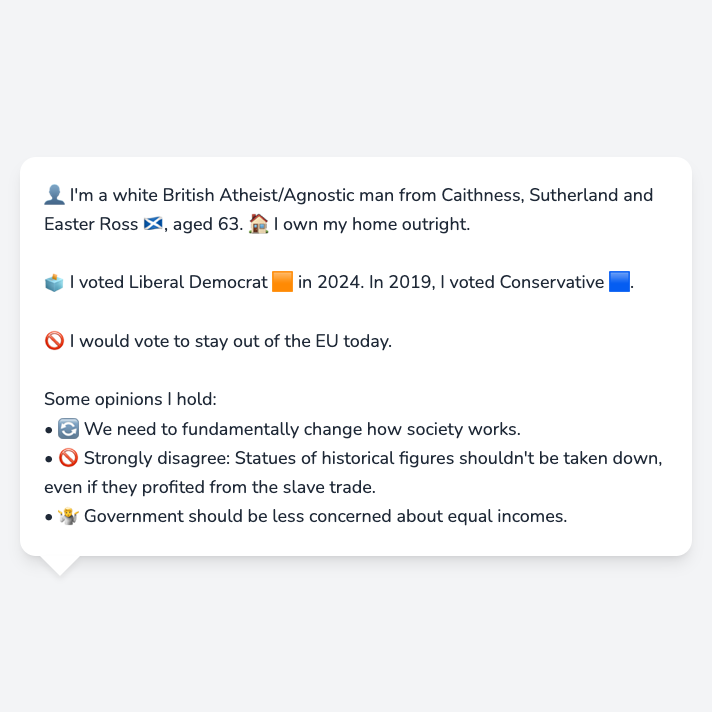 👤 I'm a white British Atheist/Agnostic man from Caithness, Sutherland and
Easter Ross 🏴󠁧󠁢󠁳󠁣󠁴󠁿, aged 63. 🏠 I own my home outright.
🗳️ I voted Liberal Democrat 🟧 in 2024. In 2019, I voted Conservative 🟦.
🚫 I would vote to stay out of the EU today.
Some opinions I hold:
• 🔄 We need to fundamentally change how society works.
• 🚫 Strongly disagree: Statues of historical figures shouldn't be taken down,
even if they profited from the slave trade.
• 🤷 Government should be less concerned about equal incomes.